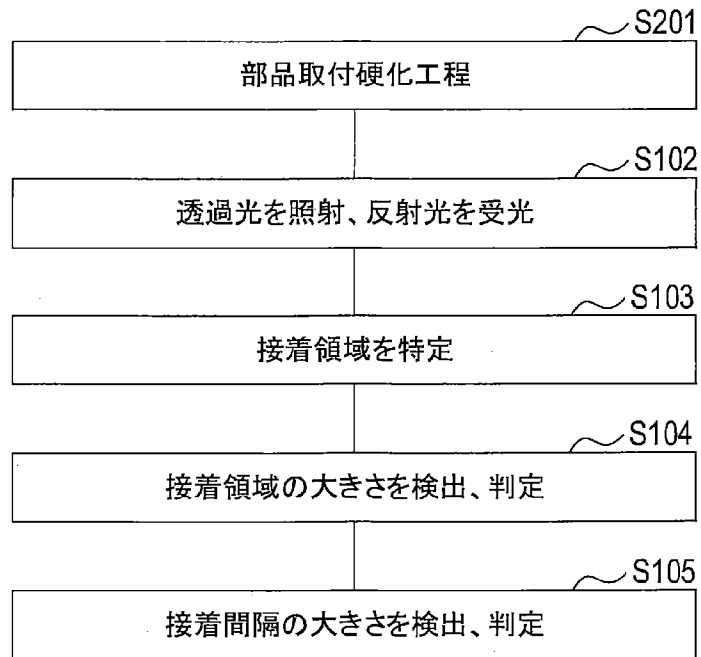 S201
部品取付硬化工程
S102
透過光を照射、反射光を受光
S103
接着領域を特定
S104
接着領域の大きさを検出、判定
S105
接着間隔の大きさを検出、判定